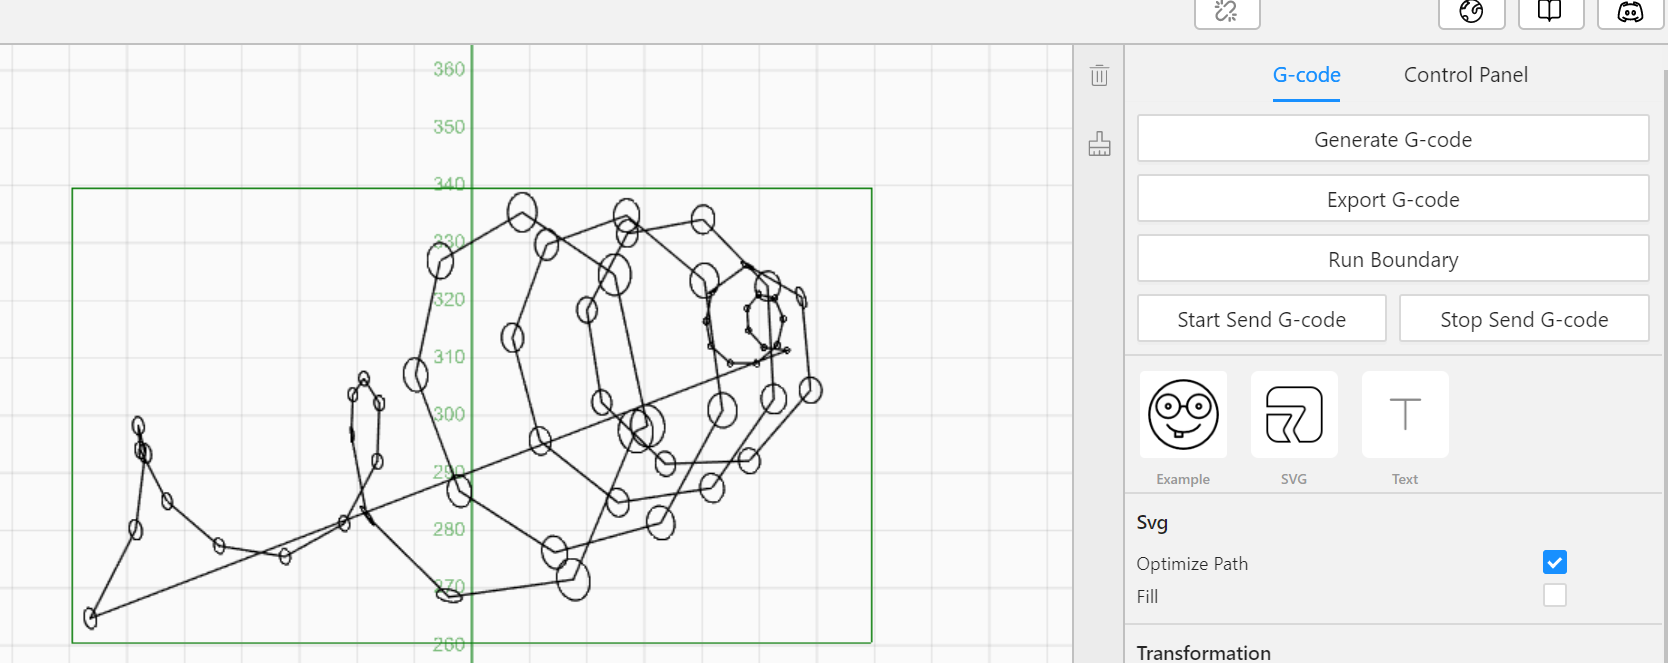 G-code Control Panel
360
350
340
330
320
310
300
290
280
270
260
Generate G-code
Export G-code
Run Boundary
Start Send G-code Stop Send G-code
Example SVG Text
Svg
Optimize Path
Fill
Transformation